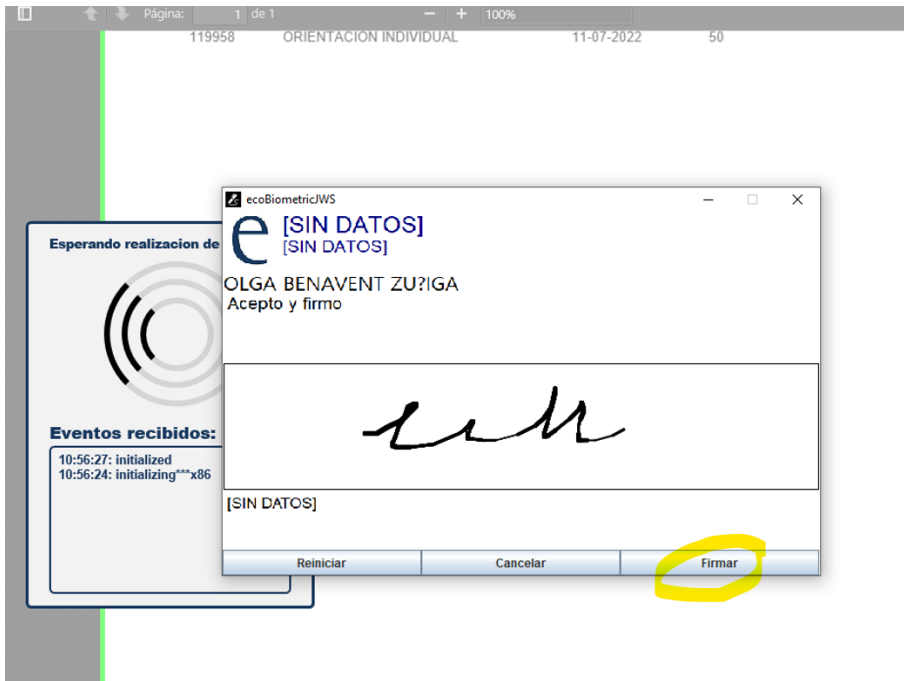 Página: 1 de 1 − + 100%
119958 ORIENTACION INDIVIDUAL 11-07-2022 50
ecoBiometricJWS
e [SIN DATOS]
[SIN DATOS]
Esperando realizacion de
OLGA BENAVENT ZU?IGA
Acepto y firmo
Eventos recibidos:
10:56:27: initialized
10:56:24: initializing***x86
[SIN DATOS]
Reiniciar Cancelar Firmar